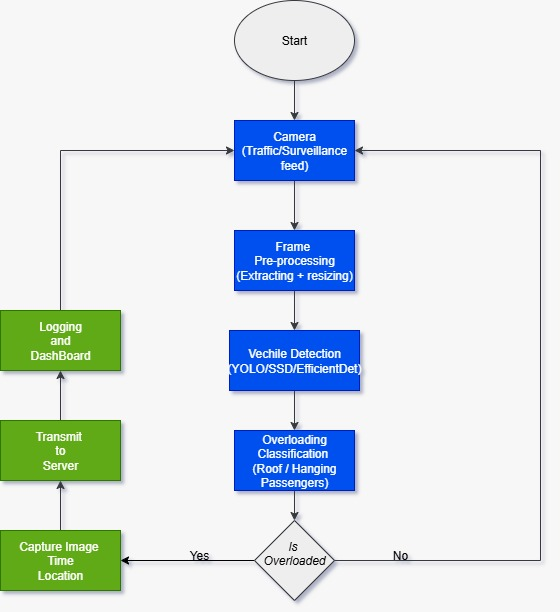 Start
Camera
(Traffic/Surveillance
feed)
Frame
Pre-processing
(Extracting + resizing)
Logging
and
DashBoard
Vechile Detection
(YOLO/SSD/EfficientDet)
Transmit
to
Server
Overloading
Classification
(Roof / Hanging
Passengers)
Capture Image
Time
Location
Yes
Is
Overloaded
No